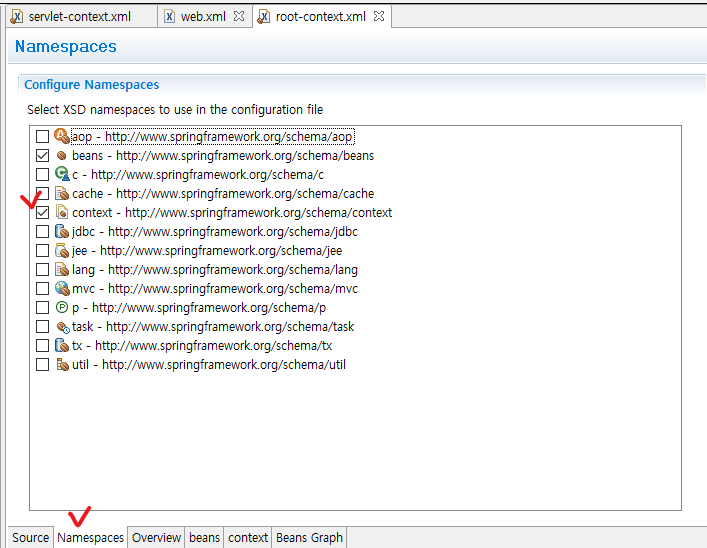 servlet-context.xml web.xml root-context.xml
Namespaces
Configure Namespaces
Select XSD namespaces to use in the configuration file
aop - http://www.springframework.org/schema/aop
beans - http://www.springframework.org/schema/beans
c - http://www.springframework.org/schema/c
cache - http://www.springframework.org/schema/cache
context - http://www.springframework.org/schema/context
jdbc - http://www.springframework.org/schema/jdbc
jee - http://www.springframework.org/schema/jee
lang - http://www.springframework.org/schema/lang
mvc - http://www.springframework.org/schema/mvc
p - http://www.springframework.org/schema/p
task - http://www.springframework.org/schema/task
tx - http://www.springframework.org/schema/tx
util - http://www.springframework.org/schema/util
Source Namespaces Overview beans context Beans Graph